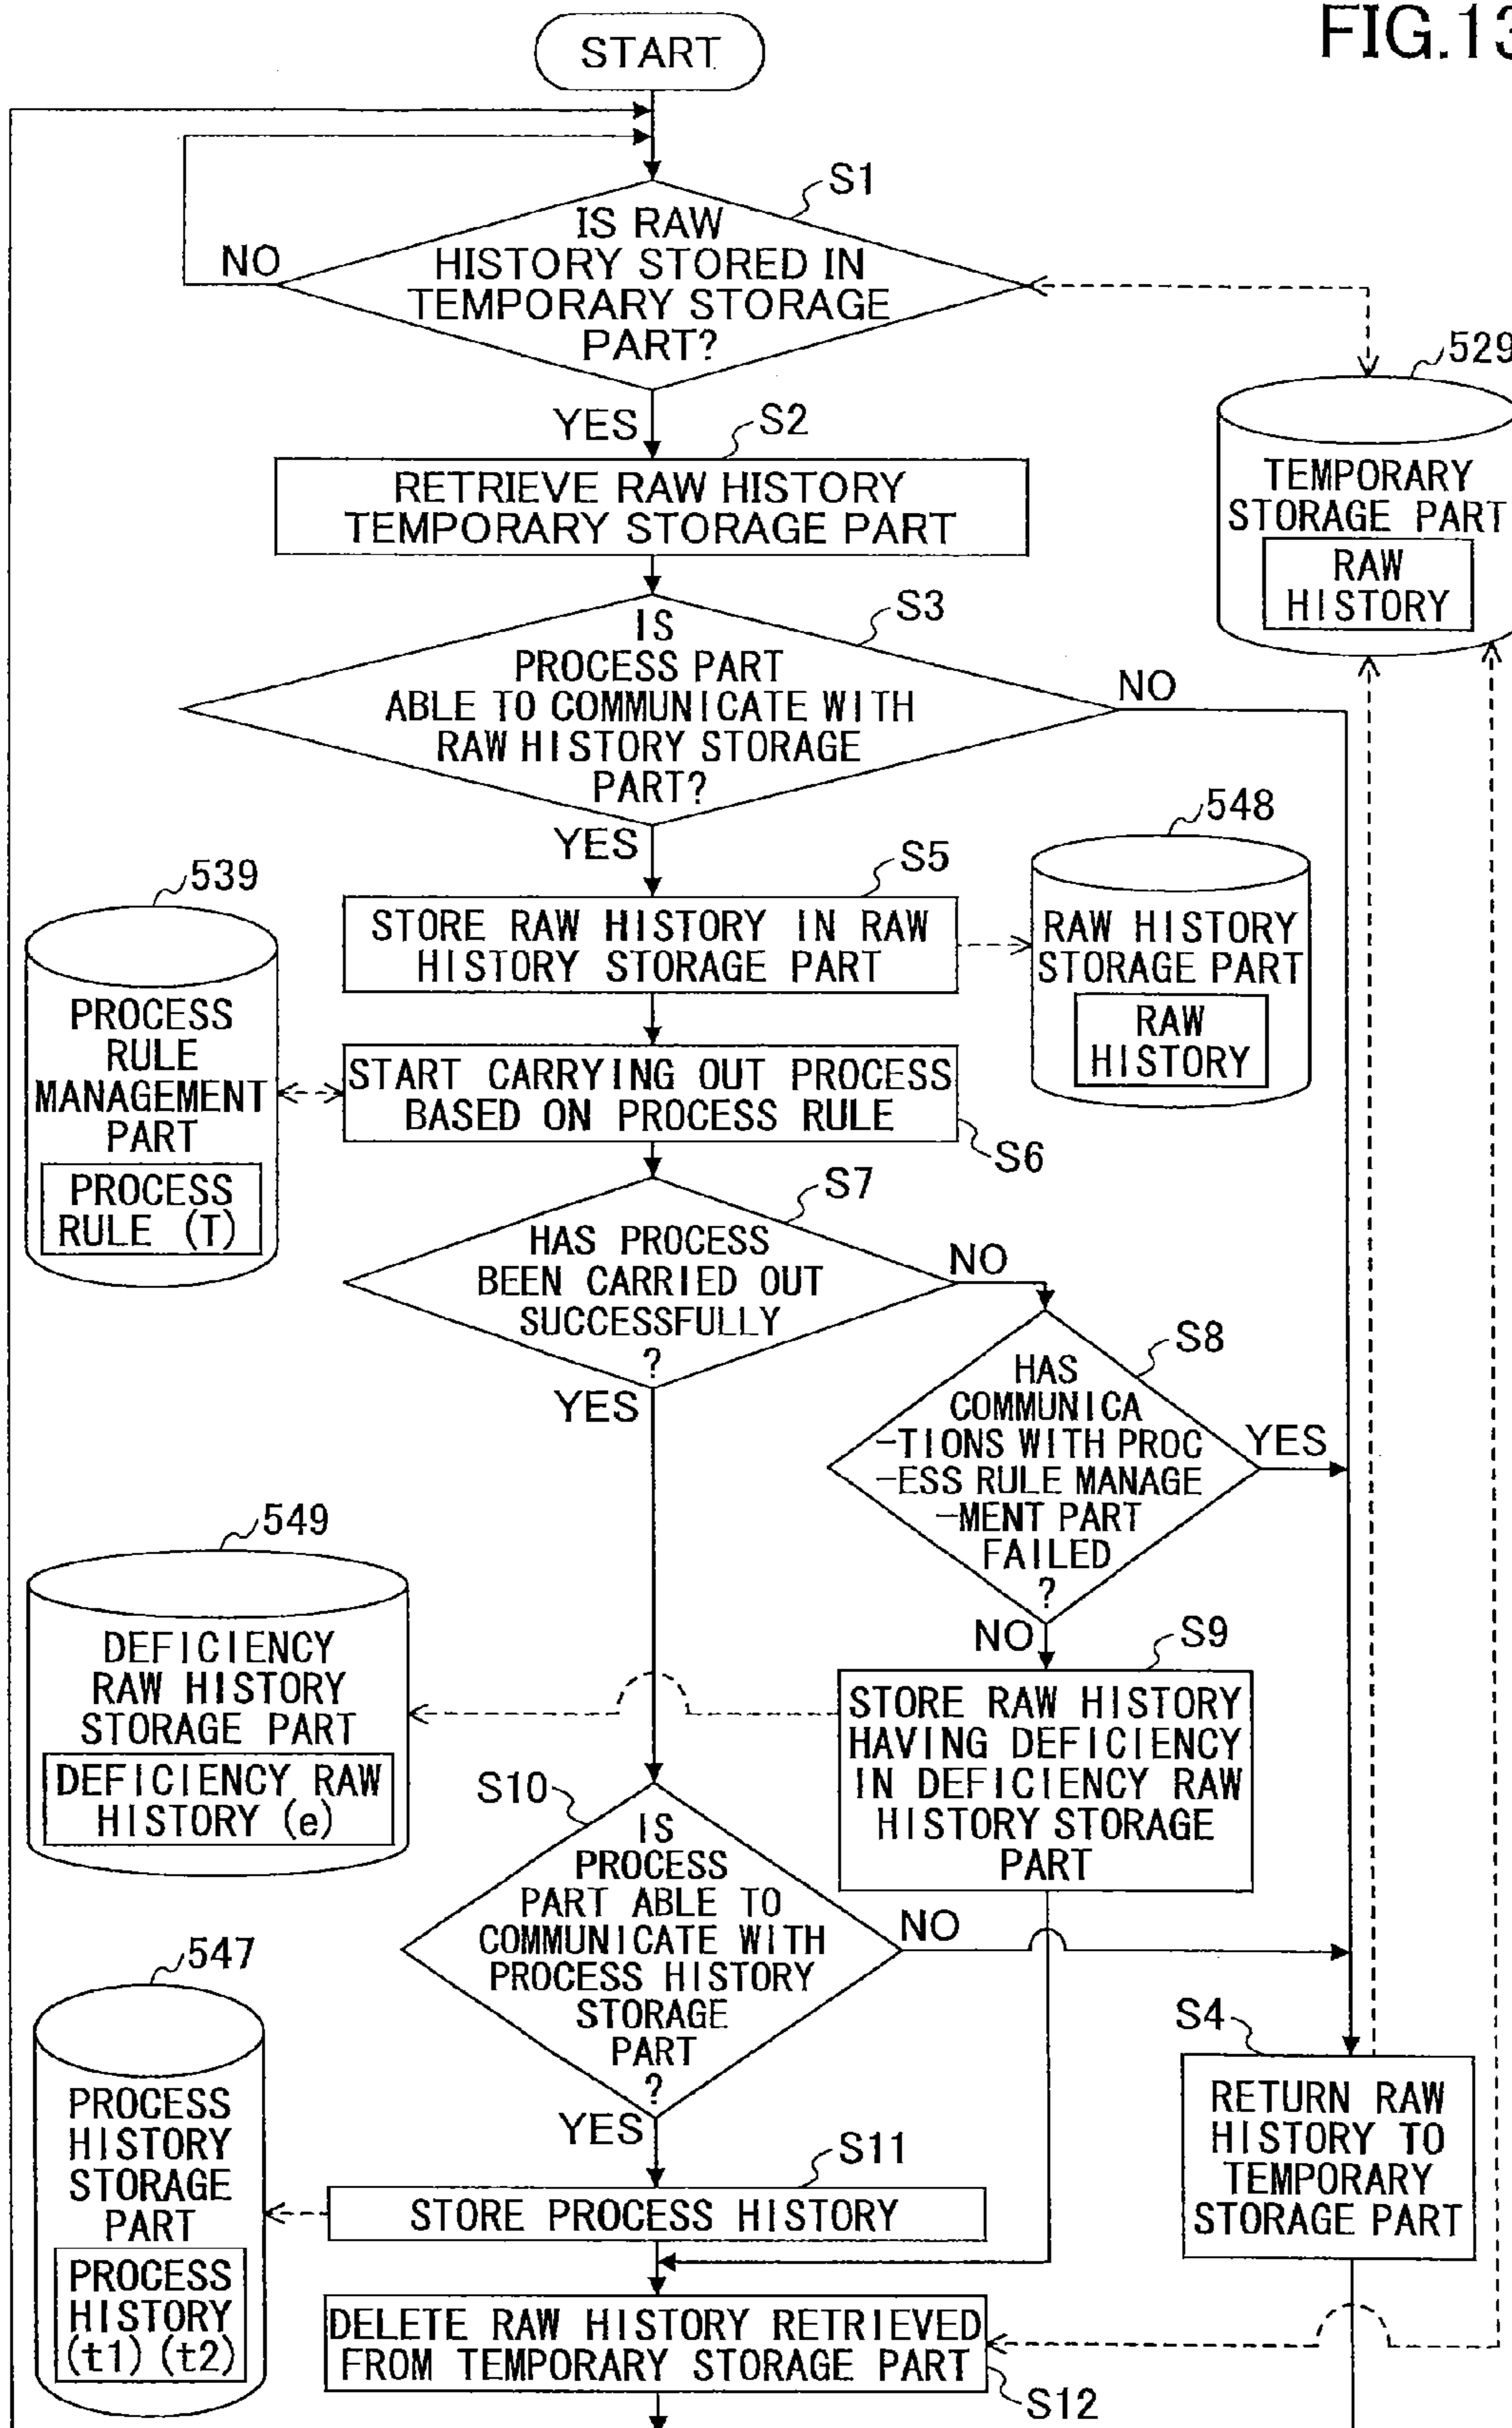 FIG.13
START
S1
IS RAW
HISTORY STORED IN
TEMPORARY STORAGE
PART?
NO
529
YES
S2
TEMPORARY
STORAGE PART
RAW
HISTORY
RETRIEVE RAW HISTORY
TEMPORARY STORAGE PART
S3
IS
PROCESS PART
ABLE TO COMMUNICATE WITH
RAW HISTORY STORAGE
PART?
NO
YES
548
RAW HISTORY
STORAGE PART
RAW
HISTORY
S5
STORE RAW HISTORY IN RAW
HISTORY STORAGE PART
539
PROCESS
RULE
MANAGEMENT
PART
PROCESS
RULE (T)
START CARRYING OUT PROCESS
BASED ON PROCESS RULE
S6
S7
HAS PROCESS
BEEN CARRIED OUT
SUCCESSFULLY
?
NO
YES
S8
HAS
COMMUNICA
-TIONS WITH PROC
-ESS RULE MANAGE
-MENT PART
FAILED
?
YES
NO
549
DEFICIENCY
RAW HISTORY
STORAGE PART
DEFICIENCY RAW
HISTORY (e)
S9
STORE RAW HISTORY
HAVING DEFICIENCY
IN DEFICIENCY RAW
HISTORY STORAGE
PART
S10
IS
PROCESS
PART ABLE TO
COMMUNICATE WITH
PROCESS HISTORY
STORAGE
PART
?
NO
YES
547
PROCESS
HISTORY
STORAGE
PART
PROCESS
HISTORY
(t1) (t2)
S4
RETURN RAW
HISTORY TO
TEMPORARY
STORAGE PART
S11
STORE PROCESS HISTORY
DELETE RAW HISTORY RETRIEVED
FROM TEMPORARY STORAGE PART
S12